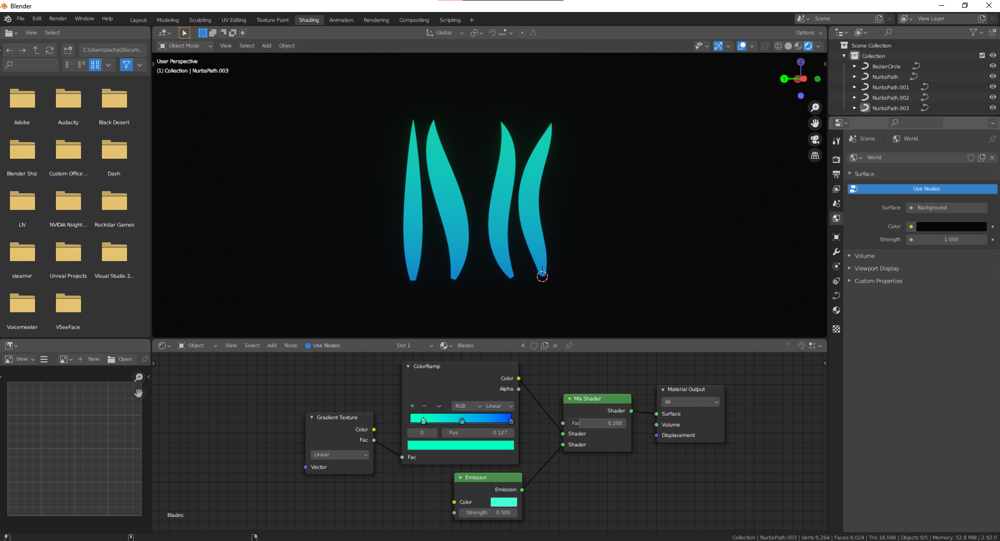 Blender
File Edit Render Window Help Layout Modeling Sculpting UV Editing Texture Paint Shading Animation Rendering Compositing Scripting + Scene View Layer
View Select Global Options
C:\Users\zacha\Docum... Object Mode View Select Add Object
User Perspective
(1) Collection | NurbsPath.003
Z
Y
Scene Collection
Collection
BezierCircle
NurbsPath
NurbsPath.001
NurbsPath.002
NurbsPath.003
Adobe Audacity Black Desert
Blender Shiz Custom Office ... Dash
LIV NVIDIA Nsight ... Rockstar Games
steamvr Unreal Projects Visual Studio 2...
Voicemeeter VSeeFace
Scene World
World
Surface
Use Nodes
Surface Background
Color
Strength 1.000
Volume
Viewport Display
Custom Properties
Object View Select Add Node Use Nodes Slot 1 Blades 4
View + New Open
ColorRamp
Color
Alpha
+ − RGB Linear
0 Pos 0.127
Fac
Gradient Texture
Color
Fac
Linear
Vector
Mix Shader
Shader
Fac 0.200
Shader
Shader
Material Output
All
Surface
Volume
Displacement
Emission
Emission
Color
Strength 0.500
Blades
Collection | NurbsPath.003 | Verts:9,264 | Faces:9,024 | Tris:18,048 | Objects:0/5 | Memory: 52.8 MiB | 2.92.0